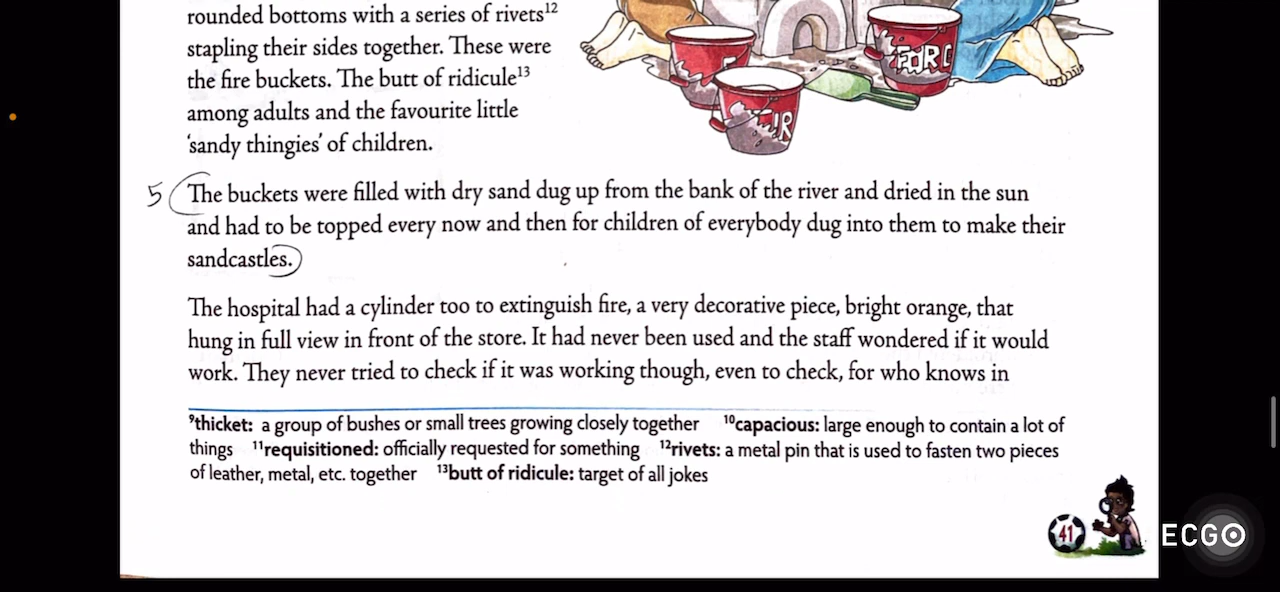 rounded bottoms with a series of rivets¹²
stapling their sides together. These were
the fire buckets. The butt of ridicule¹³
among adults and the favourite little
‘sandy thingies’ of children.
5 The buckets were filled with dry sand dug up from the bank of the river and dried in the sun
and had to be topped every now and then for children of everybody dug into them to make their
sandcastles.
The hospital had a cylinder too to extinguish fire, a very decorative piece, bright orange, that
hung in full view in front of the store. It had never been used and the staff wondered if it would
work. They never tried to check if it was working though, even to check, for who knows in
⁹thicket: a group of bushes or small trees growing closely together ¹⁰capacious: large enough to contain a lot of
things ¹¹requisitioned: officially requested for something ¹²rivets: a metal pin that is used to fasten two pieces
of leather, metal, etc. together ¹³butt of ridicule: target of all jokes
41
ECGO